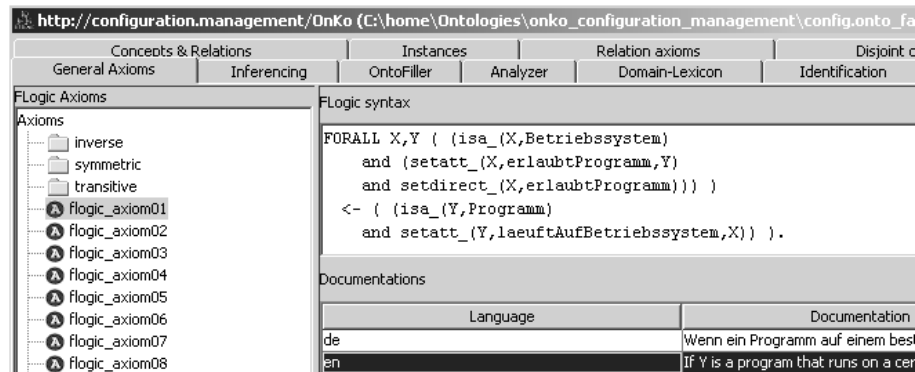 http://configuration.management/OnKo (C:\home\Ontologies\onko_configuration_management\config.onto_fa
Concepts & Relations Instances Relation axioms Disjoint
General Axioms Inferencing OntoFiller Analyzer Domain-Lexicon Identification
FLogic Axioms
Axioms
inverse
symmetric
transitive
flogic_axiom01
flogic_axiom02
flogic_axiom03
flogic_axiom04
flogic_axiom05
flogic_axiom06
flogic_axiom07
flogic_axiom08
FLogic syntax
FORALL X,Y ( (isa_(X,Betriebssystem)
and (setatt_(X,erlaubtProgramm,Y)
and setdirect_(X,erlaubtProgramm))) )
<- ( (isa_(Y,Programm)
and setatt_(Y,laeuftAufBetriebssystem,X)) ).
Documentations
Language Documentation
de Wenn ein Programm auf einem bes
en If Y is a program that runs on a cer